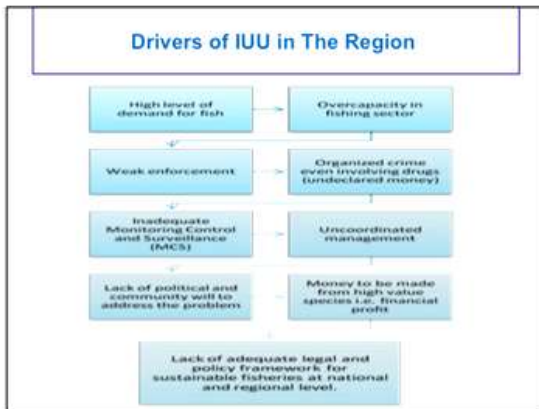 Drivers of IUU in The Region
High level of
demand for fish
Overcapacity in
fishing sector
Weak enforcement
Organized crime
even involving drugs
(undeclared money)
Inadequate
Monitoring Control
and Surveillance
(MCS)
Uncoordinated
management
Lack of political and
community will to
address the problem
Money to be made
from high value
species i.e. financial
profit
Lack of adequate legal and
policy framework for
sustainable fisheries at national
and regional level.